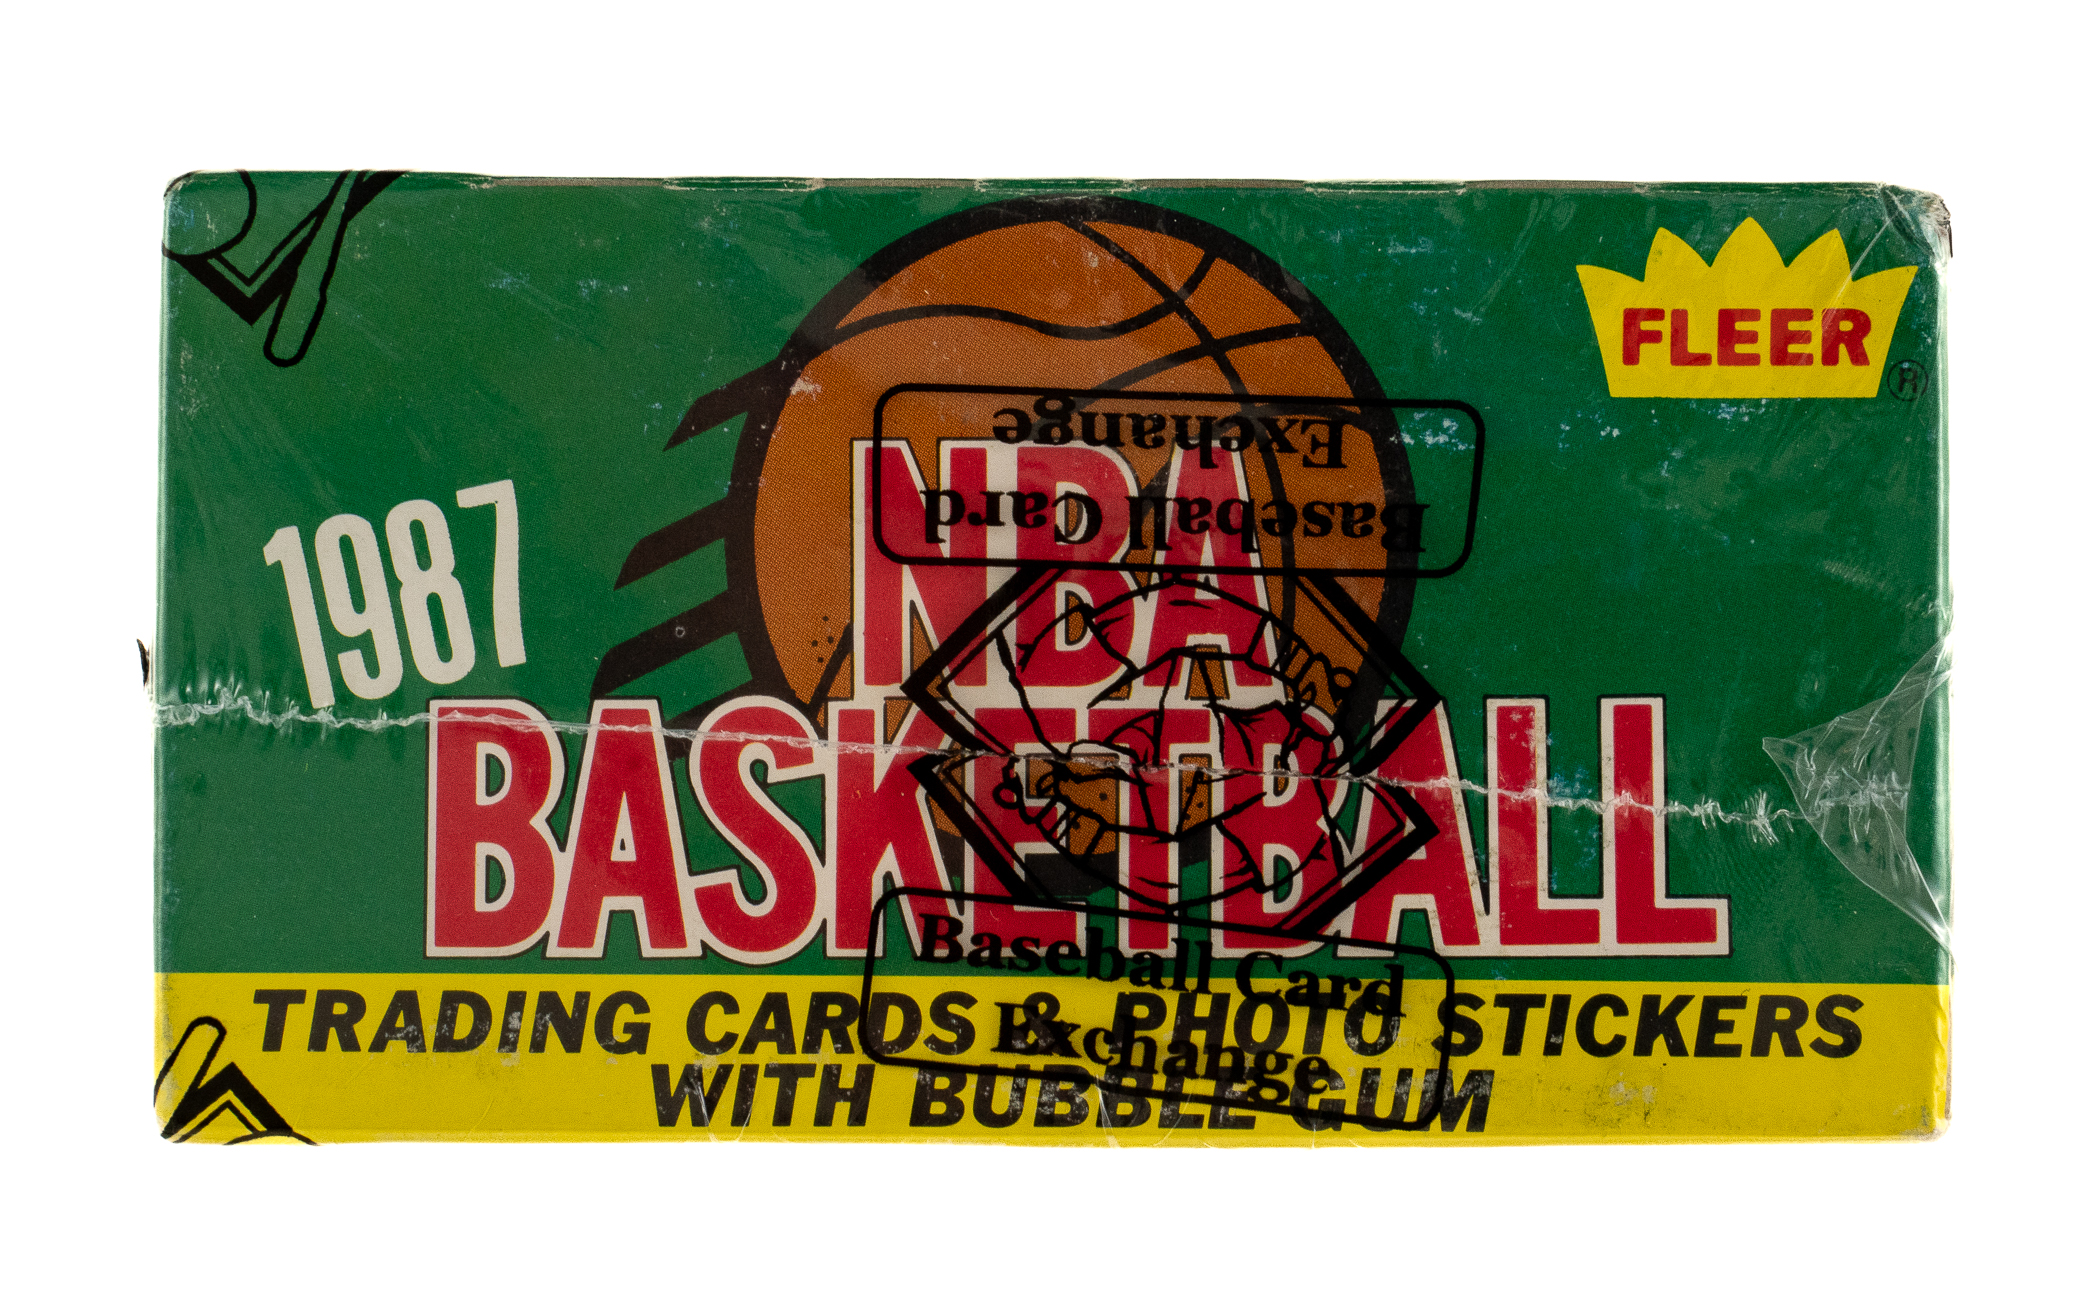 FLEER
®
1987
NBA
BASKETBALL
Exchange
Baseball Card
Baseball Card
Exchange
TRADING CARDS & PHOTO STICKERS
WITH BUBBLE GUM